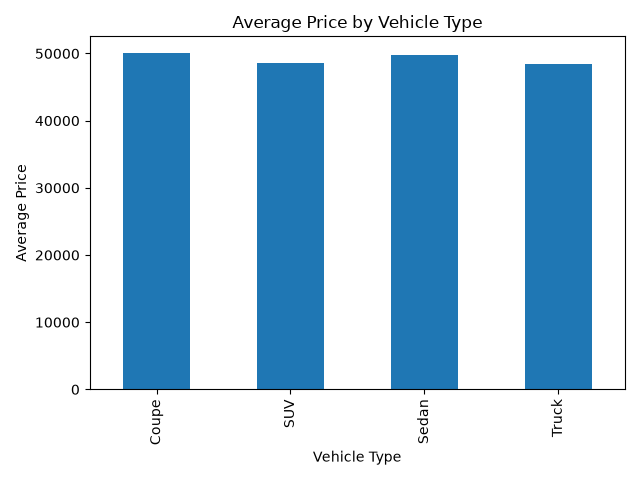 Average Price by Vehicle Type
Average Price
50000
40000
30000
20000
10000
0
Coupe
SUV
Sedan
Truck
Vehicle Type